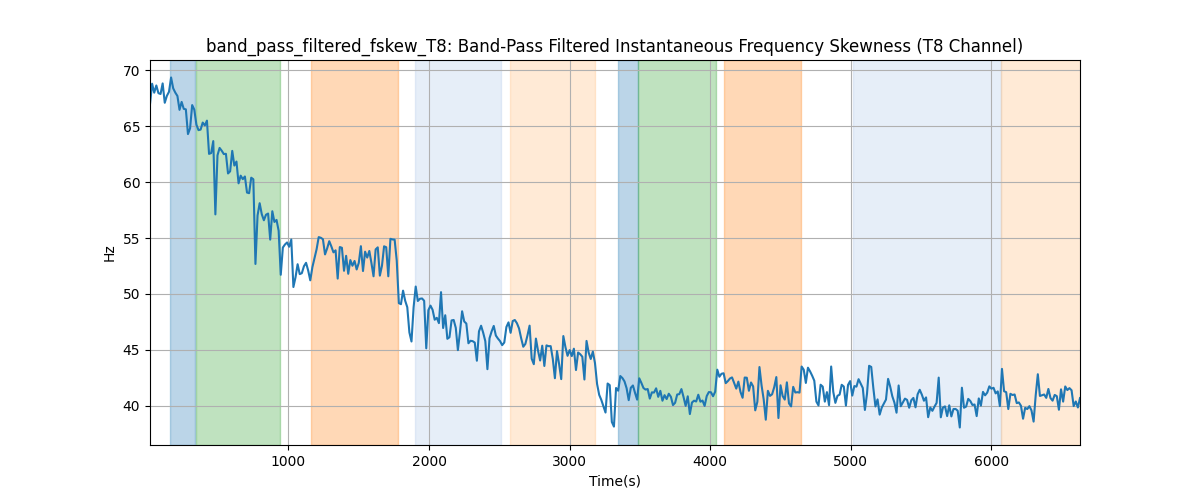 band_pass_filtered_fskew_T8: Band-Pass Filtered Instantaneous Frequency Skewness (T8 Channel)
70
65
60
55
50
45
40
Hz
1000 2000 3000 4000 5000 6000
Time(s)